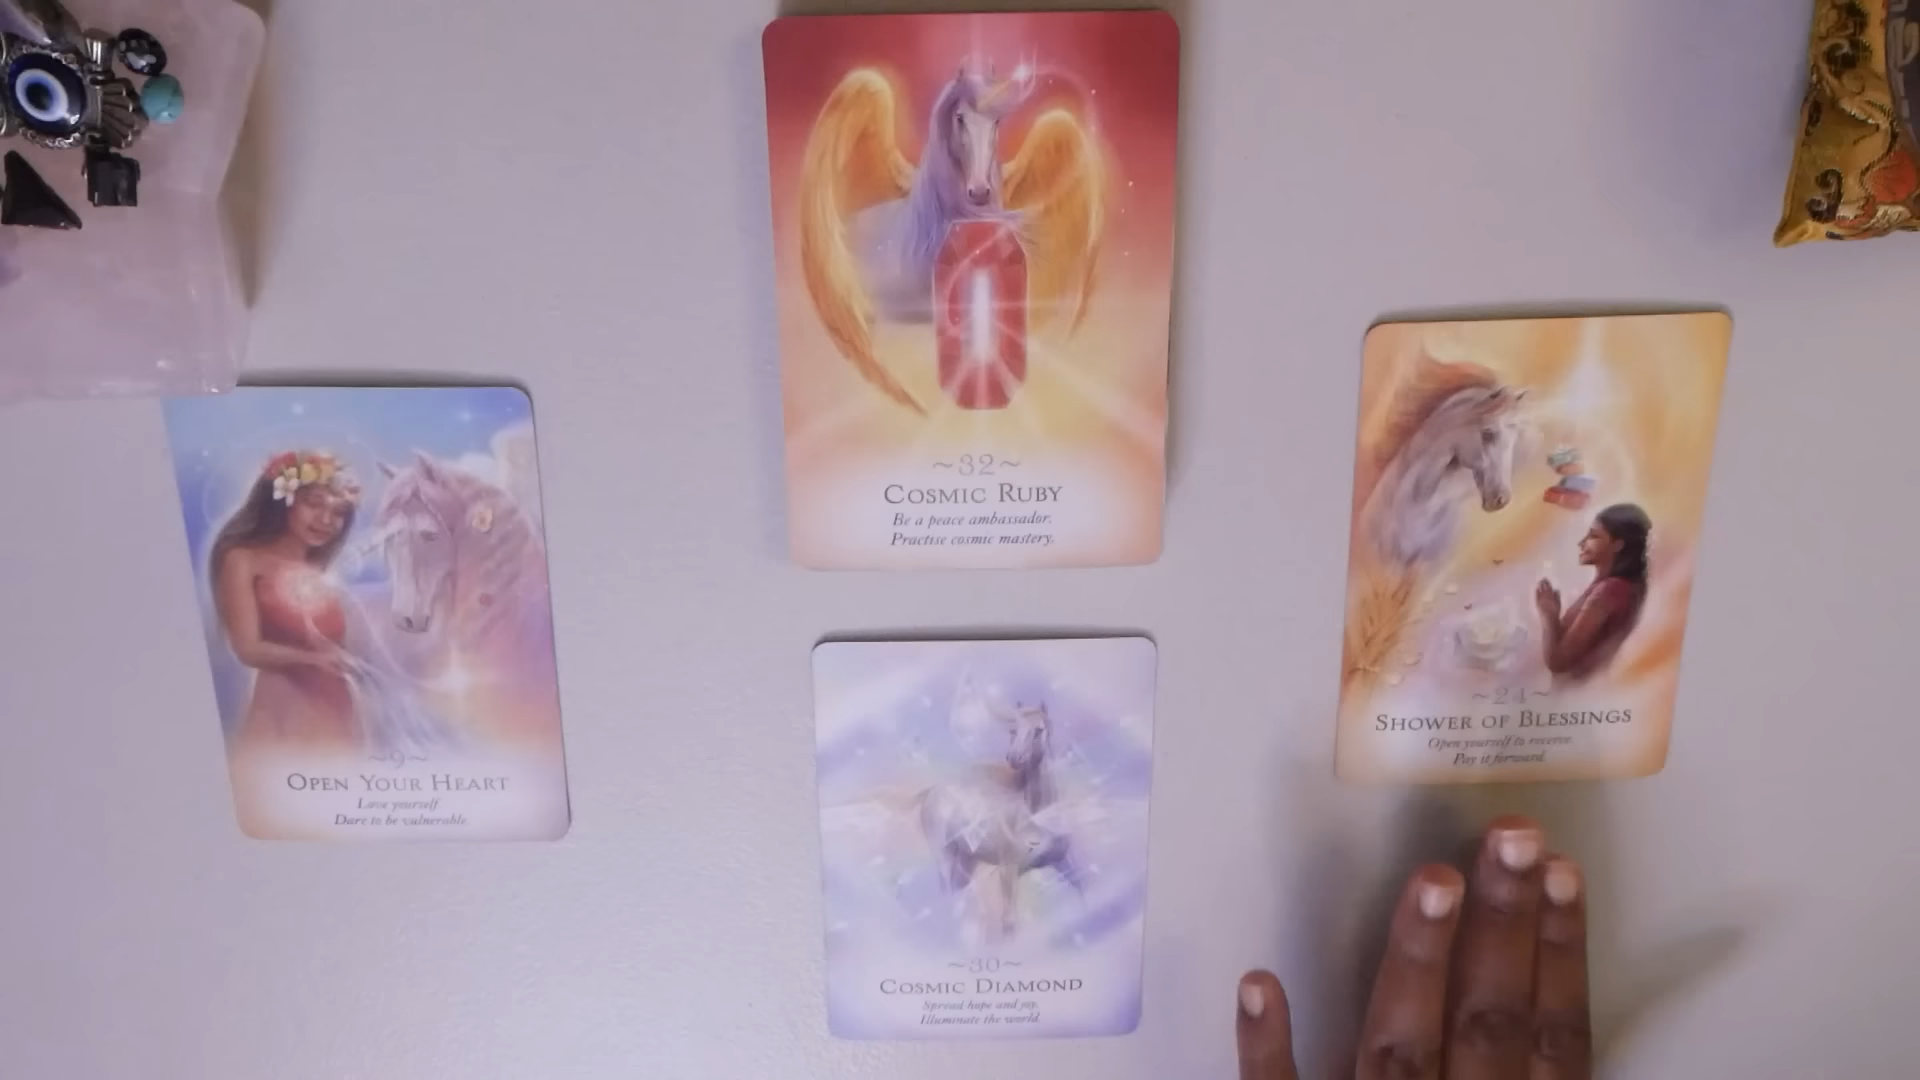 ~32~
COSMIC RUBY
Be a peace ambassador.
Practise cosmic mastery.
~9~
OPEN YOUR HEART
Love yourself.
Dare to be vulnerable.
~24~
SHOWER OF BLESSINGS
Open yourself to receive.
Pay it forward.
~30~
COSMIC DIAMOND
Spread hope and joy.
Illuminate the world.